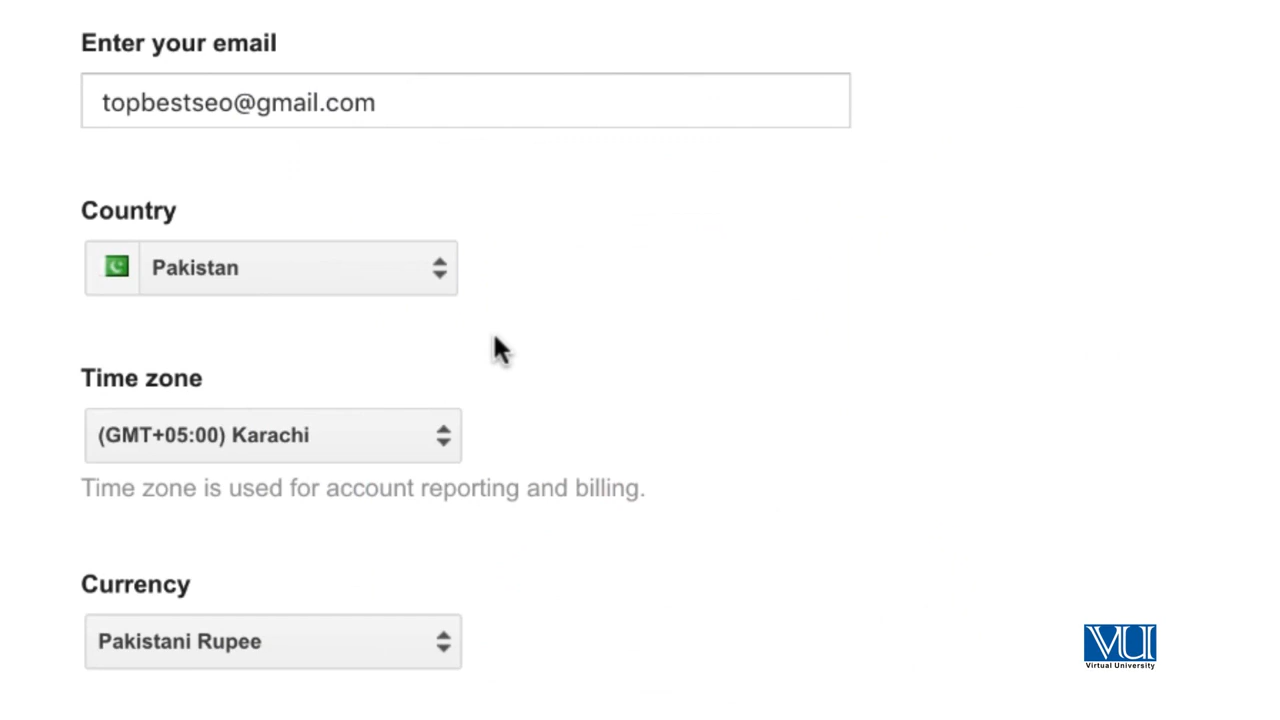 Enter your email
topbestseo@gmail.com
Country
Pakistan
Time zone
(GMT+05:00) Karachi
Time zone is used for account reporting and billing.
Currency
Pakistani Rupee
VU
Virtual University